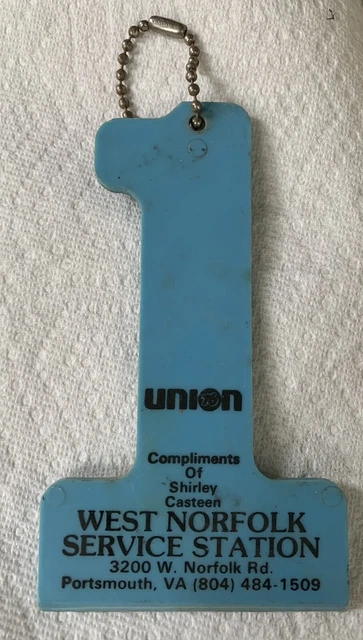 union
76
Compliments
Of
Shirley
Casteen
WEST NORFOLK
SERVICE STATION
3200 W. Norfolk Rd.
Portsmouth, VA (804) 484-1509